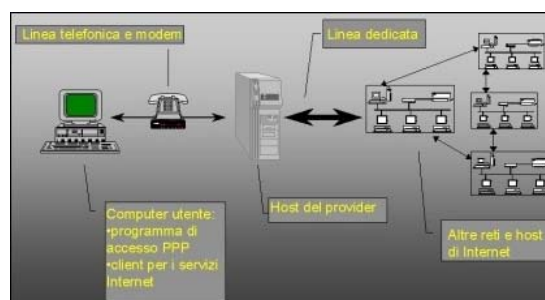 Linea telefonica e modem
Linea dedicata
Computer utente:
•programma di
accesso PPP
•client per i servizi
Internet
Host del provider
Altre reti e host
di Internet